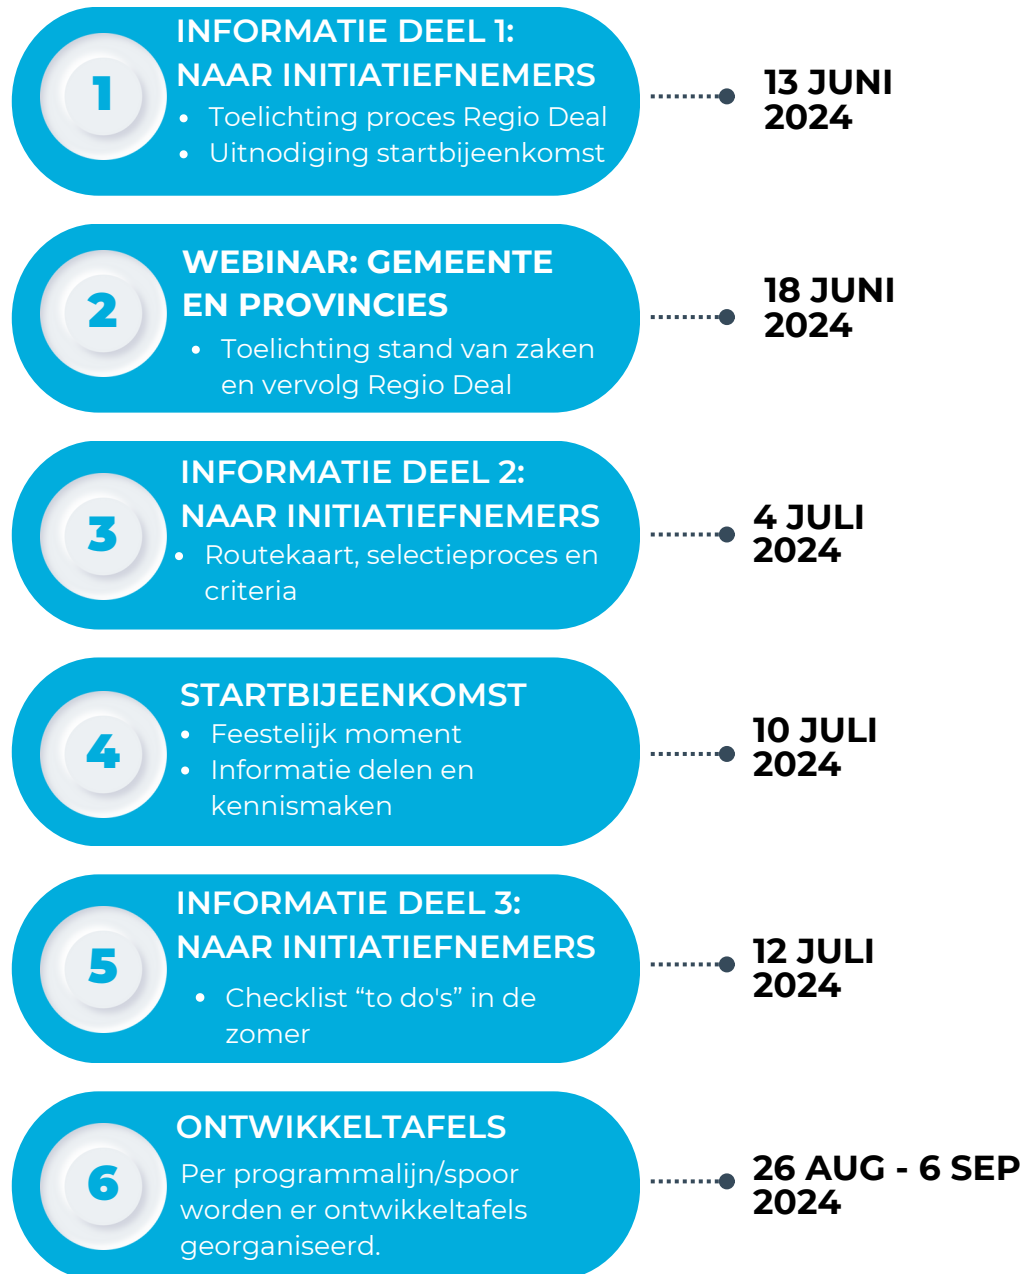 1
INFORMATIE DEEL 1:
NAAR INITIATIEFNEMERS
• Toelichting proces Regio Deal
• Uitnodiging startbijeenkomst
13 JUNI
2024
2
WEBINAR: GEMEENTE
EN PROVINCIES
• Toelichting stand van zaken
en vervolg Regio Deal
18 JUNI
2024
3
INFORMATIE DEEL 2:
NAAR INITIATIEFNEMERS
• Routekaart, selectieproces en
criteria
4 JULI
2024
4
STARTBIJEENKOMST
• Feestelijk moment
• Informatie delen en
kennismaken
10 JULI
2024
5
INFORMATIE DEEL 3:
NAAR INITIATIEFNEMERS
• Checklist “to do's” in de
zomer
12 JULI
2024
6
ONTWIKKELTAFELS
Per programmalijn/spoor
worden er ontwikkeltafels
georganiseerd.
26 AUG - 6 SEP
2024